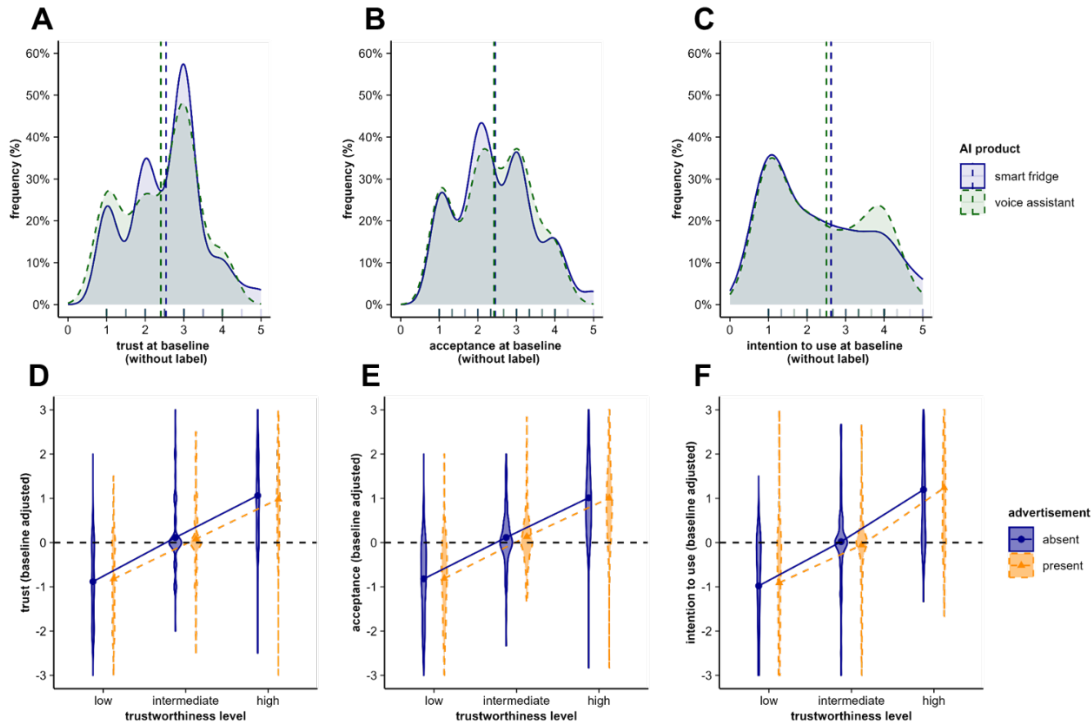 A
B
C
60%
50%
40%
30%
20%
10%
0%
frequency (%)
0 1 2 3 4 5
trust at baseline
(without label)
60%
50%
40%
30%
20%
10%
0%
frequency (%)
0 1 2 3 4 5
acceptance at baseline
(without label)
60%
50%
40%
30%
20%
10%
0%
frequency (%)
0 1 2 3 4 5
intention to use at baseline
(without label)
AI product
smart fridge
voice assistant
D
E
F
3
2
1
0
-1
-2
-3
trust (baseline adjusted)
low intermediate high
trustworthiness level
3
2
1
0
-1
-2
-3
acceptance (baseline adjusted)
low intermediate high
trustworthiness level
3
2
1
0
-1
-2
-3
intention to use (baseline adjusted)
low intermediate high
trustworthiness level
advertisement
absent
present